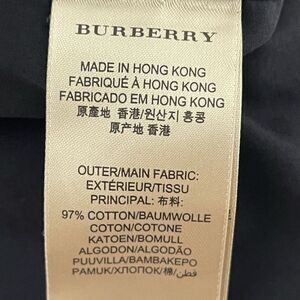 BURBERRY
MADE IN HONG KONG
FABRIQUÉ À HONG KONG
FABRICADO EM HONG KONG
原產地 香港/원산지 홍콩
原产地 香港
OUTER/MAIN FABRIC:
EXTÉRIEUR/TISSU
PRINCIPAL: 布料:
97% COTTON/BAUMWOLLE
COTON/COTONE
KATOEN/BOMULL
ALGODON/ALGODÃO
PUUVILLA/BAMBAKEPO
PAMUK/ХЛОПОК/棉/قطن